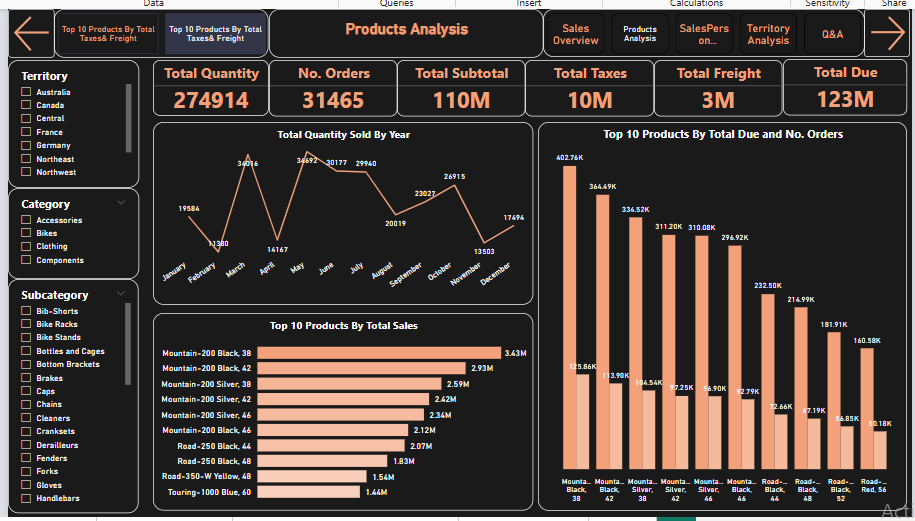 Data
Queries
Insert
Calculations
Sensitivity
Share
Top 10 Products By Total
Taxes& Freight
Top 10 Products By Total
Taxes& Freight
Products Analysis
Sales
Overview
Products
Analysis
SalesPers
on...
Territory
Analysis
Q&A
Territory
Australia
Canada
Central
France
Germany
Northeast
Northwest
Category
Accessories
Bikes
Clothing
Components
Subcategory
Bib-Shorts
Bike Racks
Bike Stands
Bottles and Cages
Bottom Brackets
Brakes
Caps
Chains
Cleaners
Cranksets
Derailleurs
Fenders
Forks
Gloves
Handlebars
Total Quantity
274914
No. Orders
31465
Total Subtotal
110M
Total Taxes
10M
Total Freight
3M
Total Due
123M
Total Quantity Sold By Year
19584
11380
34016
14167
34692
30177
29940
20019
23027
26915
13503
17494
January
February
March
April
May
June
July
August
September
October
November
December
Top 10 Products By Total Sales
Mountain-200 Black, 38 3.43M
Mountain-200 Black, 42 2.93M
Mountain-200 Silver, 38 2.59M
Mountain-200 Silver, 42 2.42M
Mountain-200 Silver, 46 2.34M
Mountain-200 Black, 46 2.12M
Road-250 Black, 44 2.07M
Road-250 Black, 48 1.83M
Road-350-W Yellow, 48 1.54M
Touring-1000 Blue, 60 1.44M
Top 10 Products By Total Due and No. Orders
402.76K
125.86K
364.49K
113.90K
334.52K
104.54K
311.20K
97.25K
310.08K
96.90K
296.92K
92.79K
232.50K
72.66K
214.99K
67.19K
181.91K
56.85K
160.58K
50.18K
Mounta...
Black,
38
Mounta...
Black,
42
Mounta...
Silver,
38
Mounta...
Silver,
42
Mounta...
Silver,
46
Mounta...
Black,
46
Road-...
Black,
44
Road-...
Black,
48
Road-...
Black,
52
Road-...
Red, 56
Acti